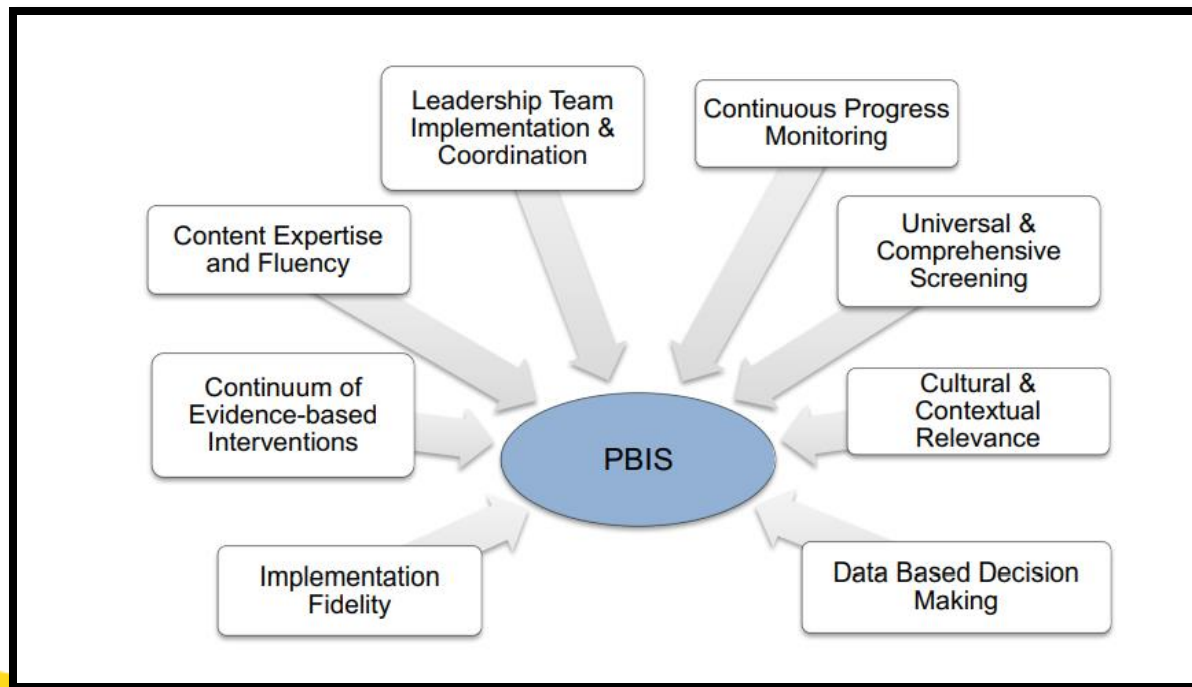 Leadership Team
Implementation &
Coordination
Continuous Progress
Monitoring
Content Expertise
and Fluency
Universal &
Comprehensive
Screening
Continuum of
Evidence-based
Interventions
Cultural &
Contextual
Relevance
PBIS
Implementation
Fidelity
Data Based Decision
Making